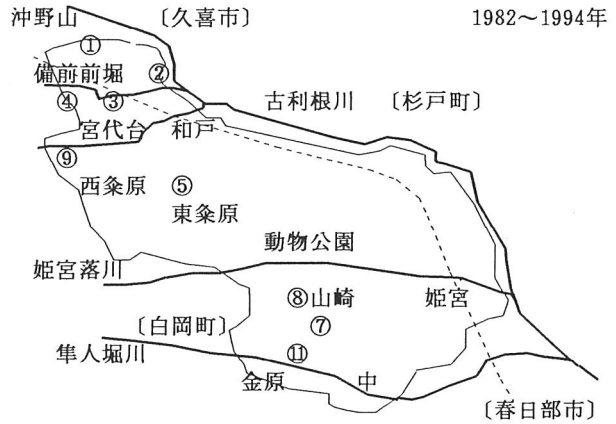 沖野山 〔久喜市〕 1982～1994年
①
備前前堀 ②
④ ③ 古利根川 〔杉戸町〕
宮代台 和戸
⑨
西粂原 ⑤
東粂原
動物公園
姫宮落川
⑧山崎 姫宮
〔白岡町〕 ⑦
隼人堀川 ⑪
金原 中
〔春日部市〕